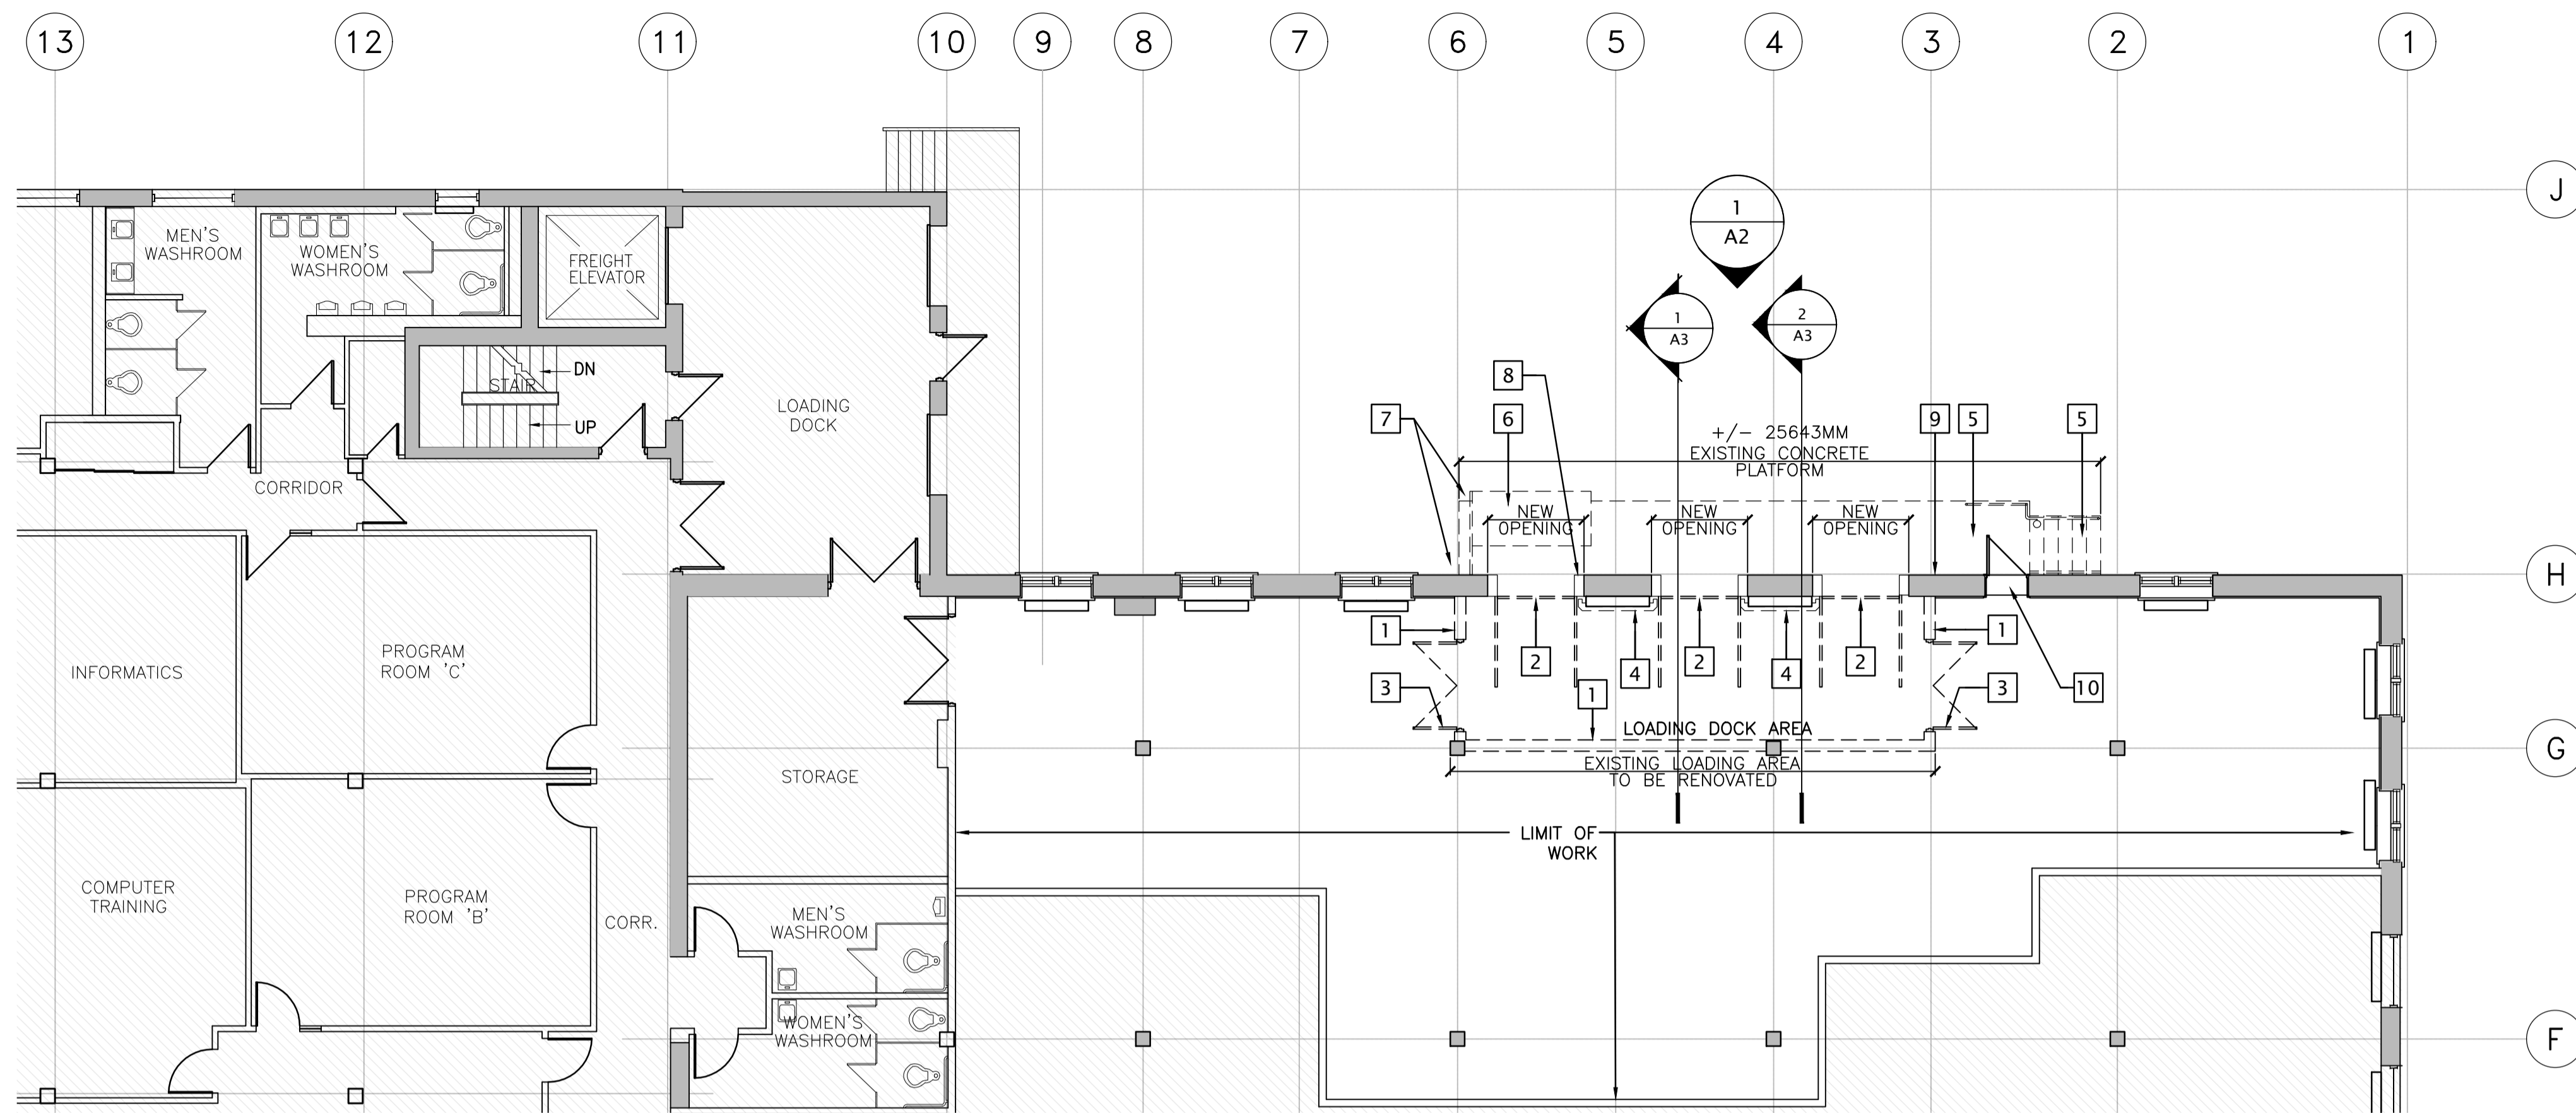 13
12
11
10
9
8
7
6
5
4
3
2
1
J
H
G
F
MEN'S
WASHROOM
WOMEN'S
WASHROOM
FREIGHT
ELEVATOR
STAIR
DN
UP
LOADING
DOCK
CORRIDOR
INFORMATICS
PROGRAM
ROOM 'C'
STORAGE
COMPUTER
TRAINING
PROGRAM
ROOM 'B'
CORR.
MEN'S
WASHROOM
WOMEN'S
WASHROOM
1
A2
1
A3
2
A3
8
7
6
9
5
5
+/- 25643MM
EXISTING CONCRETE
PLATFORM
NEW
OPENING
NEW
OPENING
NEW
OPENING
1
2
4
2
4
2
1
3
1
3
10
LOADING DOCK AREA
EXISTING LOADING AREA
TO BE RENOVATED
LIMIT OF
WORK